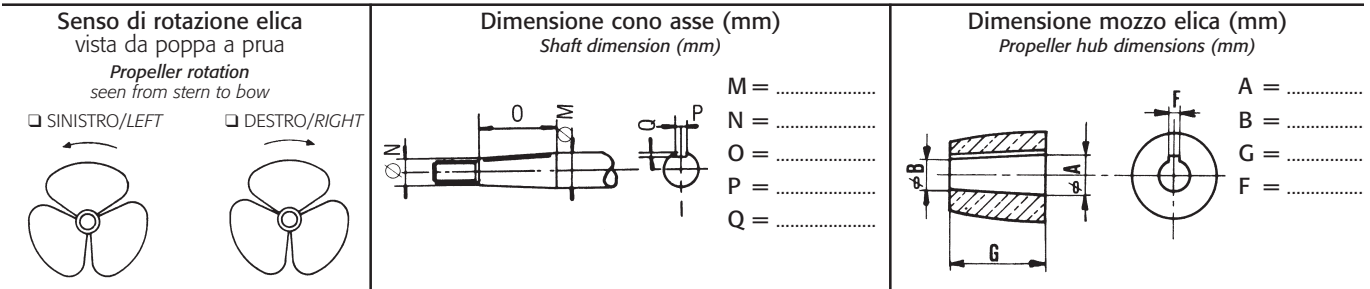 Senso di rotazione elica
vista da poppa a prua
Propeller rotation
seen from stern to bow
❑ SINISTRO/LEFT
❑ DESTRO/RIGHT
Dimensione cono asse (mm)
Shaft dimension (mm)
Ø N
O
Ø M
Q
P
M = ......................
N = ......................
O = ......................
P = ......................
Q = ......................
Dimensione mozzo elica (mm)
Propeller hub dimensions (mm)
ø B
G
ø A
F
A = .................
B = .................
G = .................
F = .................